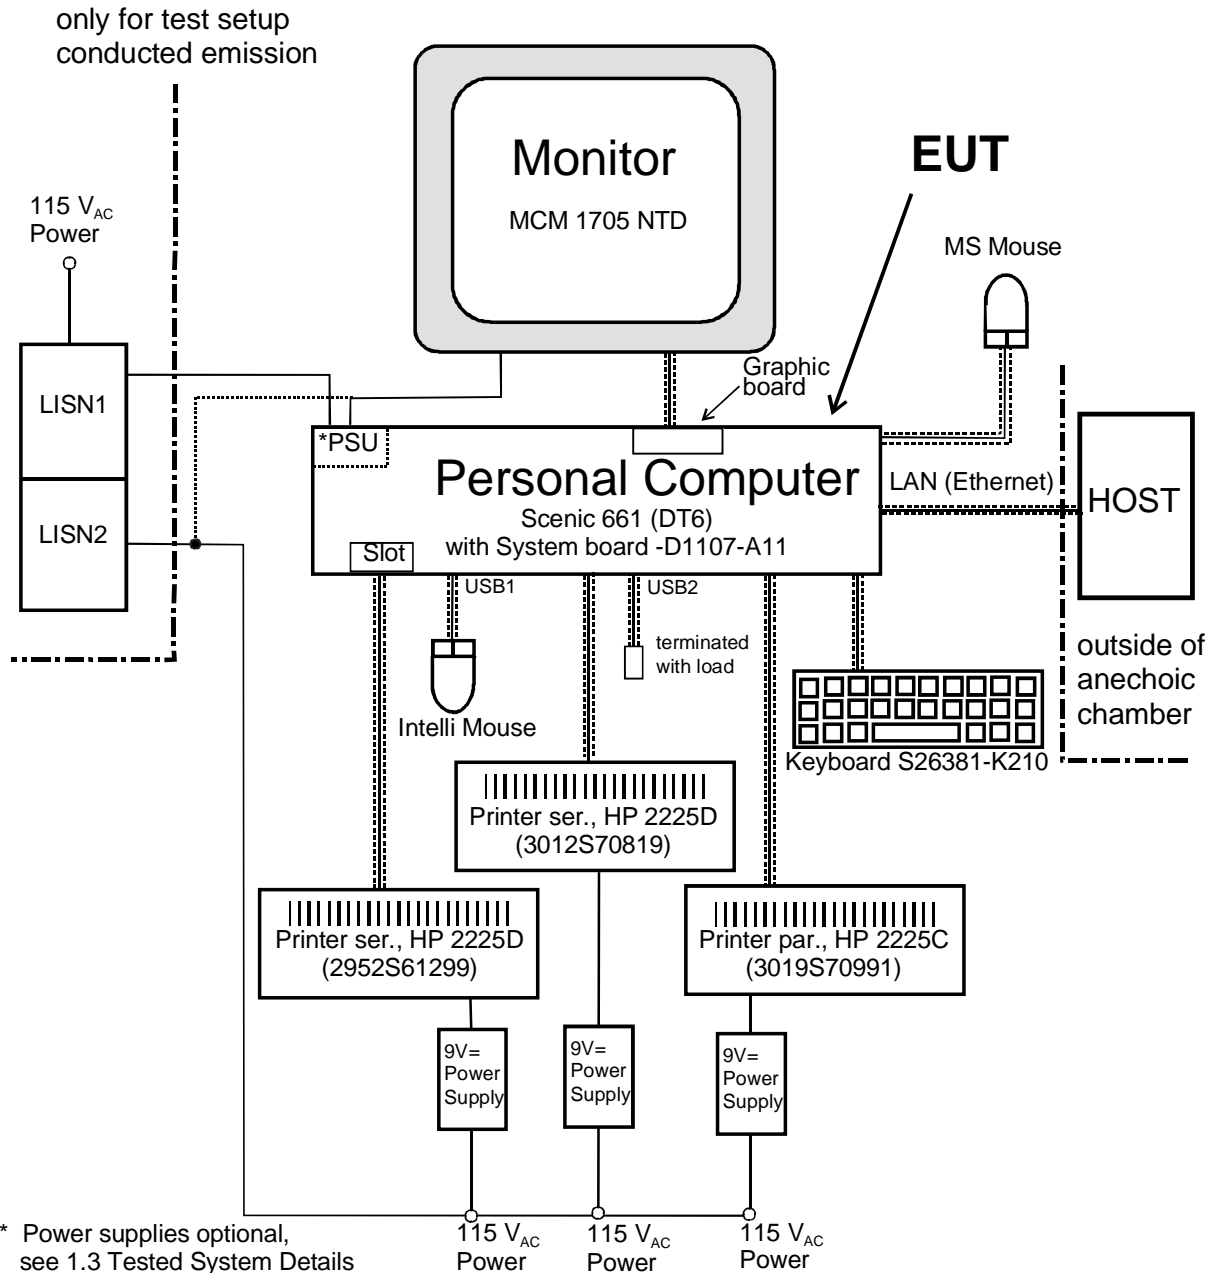 only for test setup
conducted emission
Monitor
MCM 1705 NTD
EUT
115 VAC
Power
MS Mouse
Graphic
board
LISN1
*PSU
Personal Computer
Scenic 661 (DT6)
with System board -D1107-A11
LAN (Ethernet)
HOST
LISN2
Slot
USB1
USB2
terminated
with load
outside of
anechoic
chamber
Intelli Mouse
Keyboard S26381-K210
Printer ser., HP 2225D
(3012S70819)
Printer ser., HP 2225D
(2952S61299)
Printer par., HP 2225C
(3019S70991)
9V=
Power
Supply
9V=
Power
Supply
9V=
Power
Supply
* Power supplies optional,
see 1.3 Tested System Details
115 VAC
Power
115 VAC
Power
115 VAC
Power